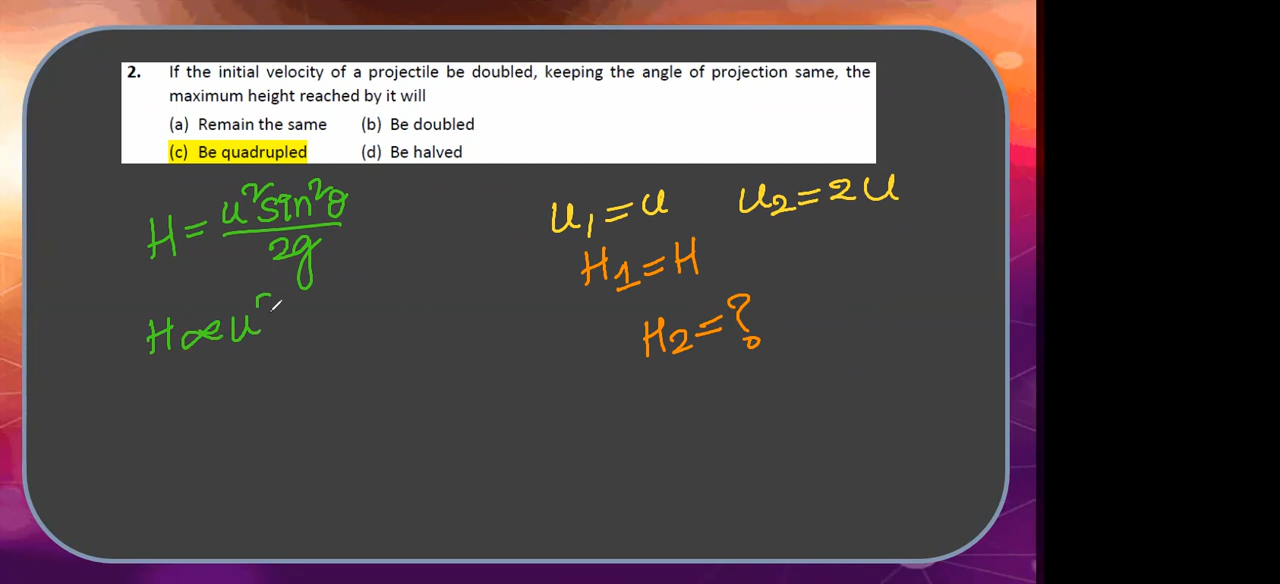 2. If the initial velocity of a projectile be doubled, keeping the angle of projection same, the
maximum height reached by it will
(a) Remain the same (b) Be doubled
(c) Be quadrupled (d) Be halved
H = u²sin²θ / 2g
u₁ = u u₂ = 2u
H₁ = H
H ∝ u
H₂ = ?